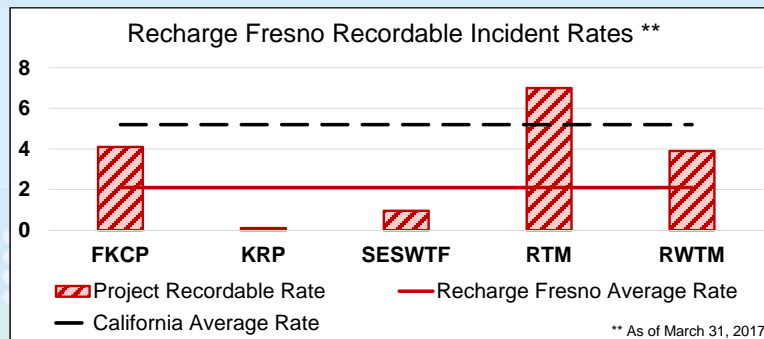 Recharge Fresno Recordable Incident Rates **
8
6
4
2
0
FKCP KRP SESWTF RTM RWTM
Project Recordable Rate Recharge Fresno Average Rate
California Average Rate
** As of March 31, 2017